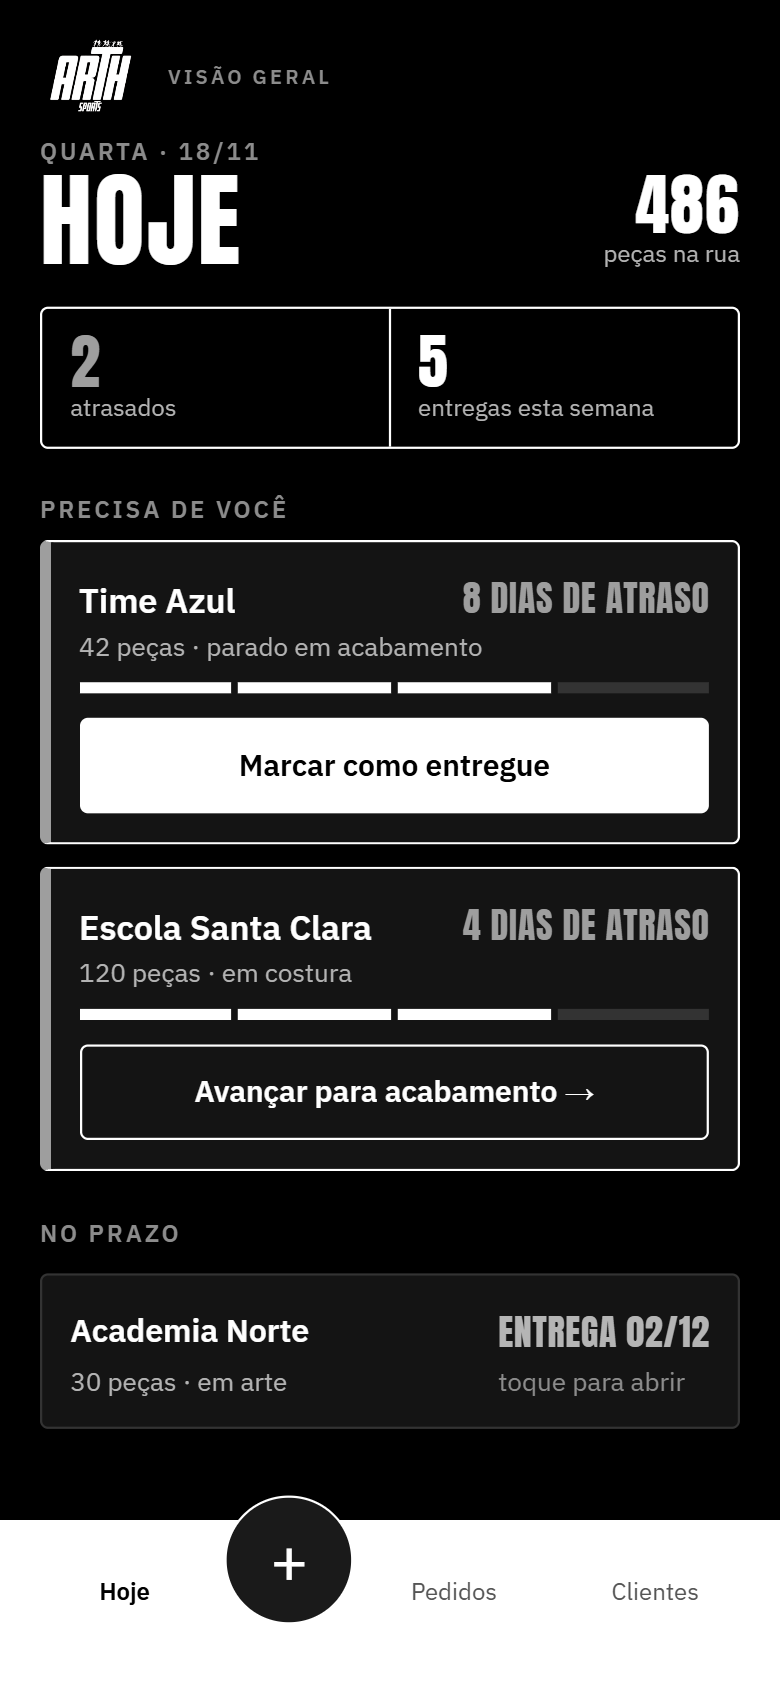 ARTH
SPORTS
VISÃO GERAL
QUARTA · 18/11
HOJE
486
peças na rua
2
atrasados
5
entregas esta semana
PRECISA DE VOCÊ
Time Azul
8 DIAS DE ATRASO
42 peças · parado em acabamento
Marcar como entregue
Escola Santa Clara
4 DIAS DE ATRASO
120 peças · em costura
Avançar para acabamento →
NO PRAZO
Academia Norte
ENTREGA 02/12
30 peças · em arte
toque para abrir
+
Hoje
Pedidos
Clientes